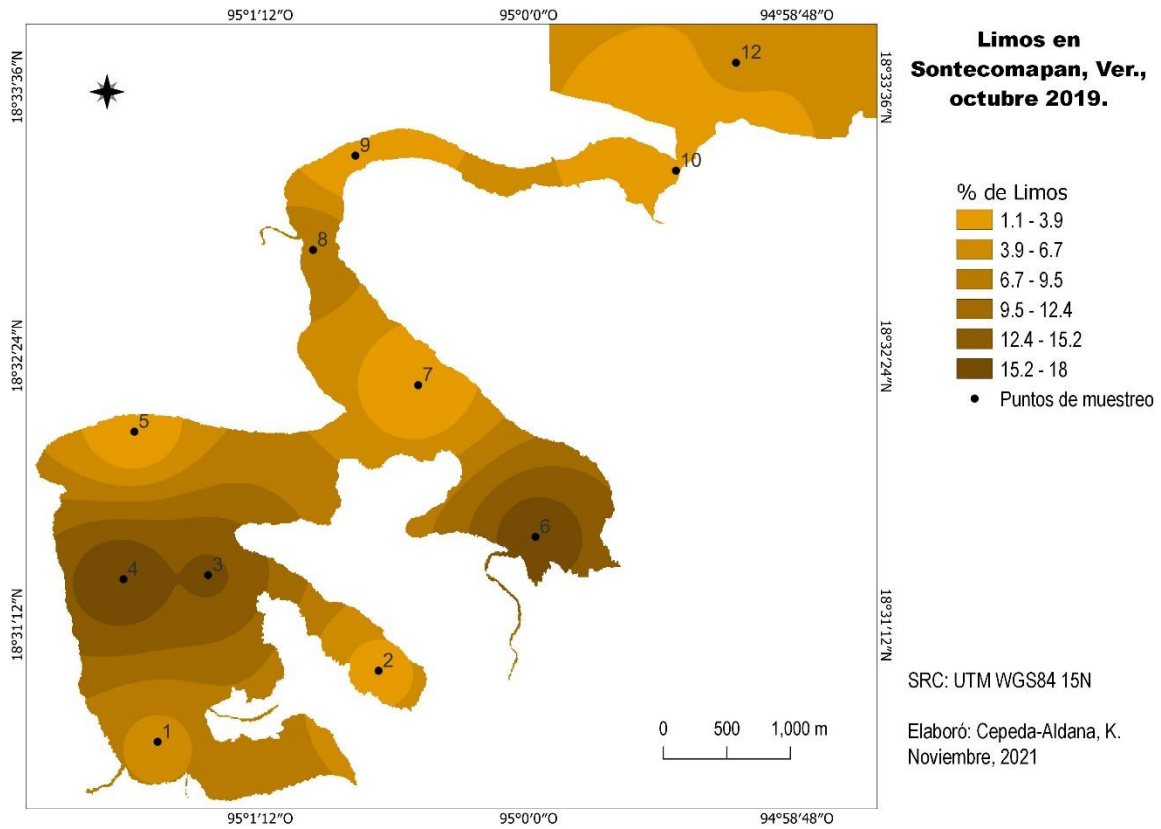 95°1'12"O 95°0'0"O 94°58'48"O
18°33'36"N
18°32'24"N
18°31'12"N
12
9
10
8
7
5
6
4
3
2
1
18°33'36"N
18°32'24"N
18°31'12"N
0 500 1,000 m
95°1'12"O 95°0'0"O 94°58'48"O
Limos en
Sontecomapan, Ver.,
octubre 2019.
% de Limos
1.1 - 3.9
3.9 - 6.7
6.7 - 9.5
9.5 - 12.4
12.4 - 15.2
15.2 - 18
Puntos de muestreo
SRC: UTM WGS84 15N
Elaboró: Cepeda-Aldana, K.
Noviembre, 2021